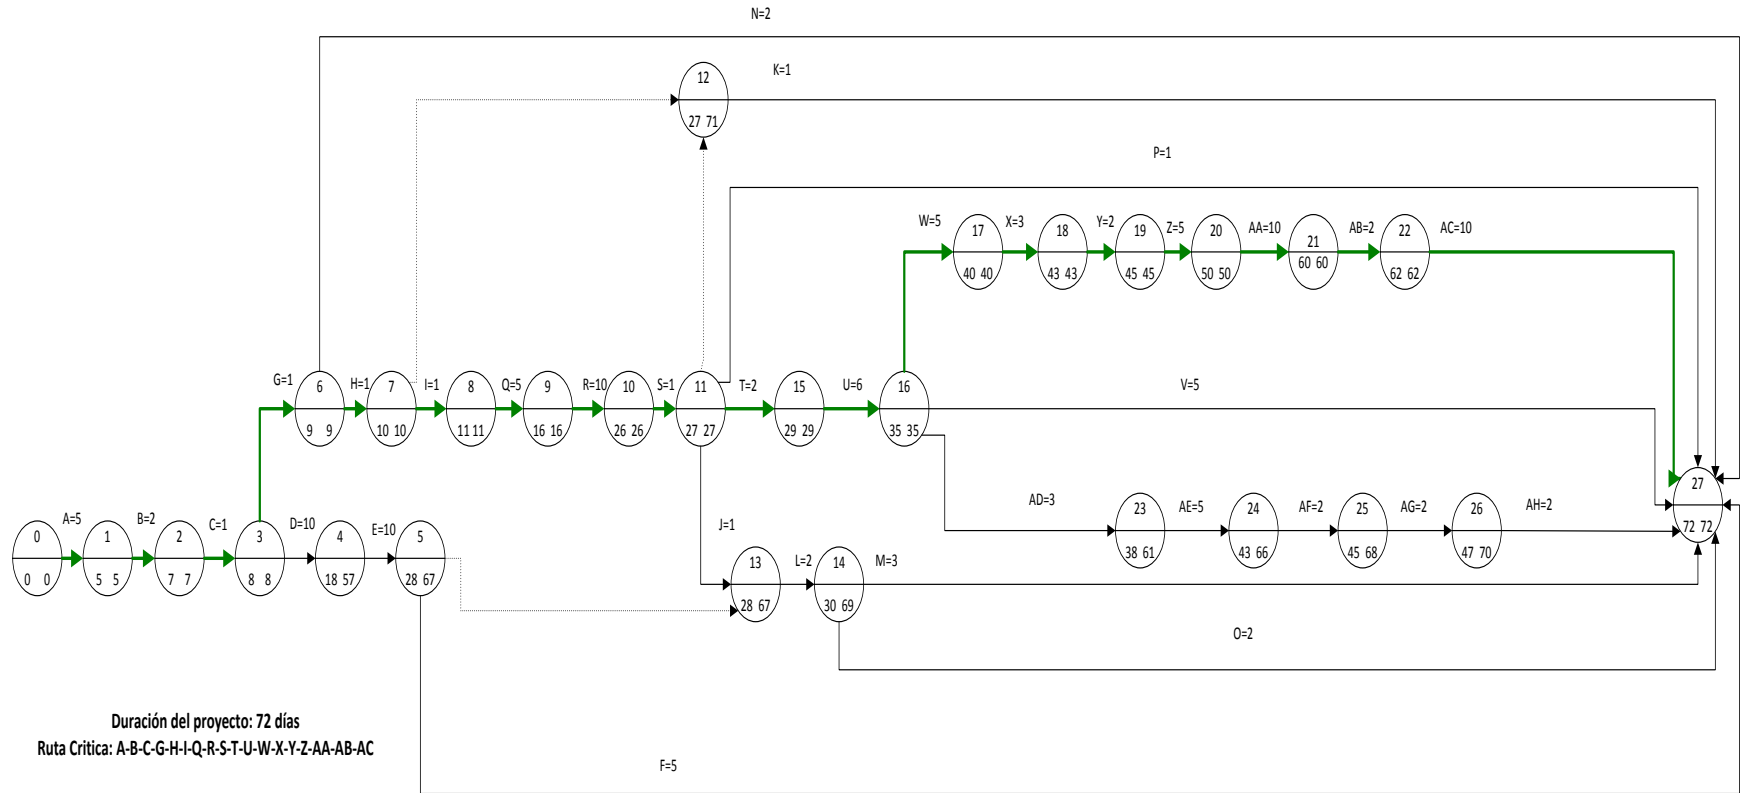 N=2
K=1
12
27 71
P=1
W=5
X=3
Y=2
Z=5
AA=10
AB=2
AC=10
17
18
19
20
21
22
40 40
43 43
45 45
50 50
60 60
62 62
G=1
H=1
I=1
Q=5
R=10
S=1
T=2
U=6
V=5
6
7
8
9
10
11
15
16
9 9
10 10
11 11
16 16
26 26
27 27
29 29
35 35
A=5
B=2
C=1
D=10
E=10
0
1
2
3
4
5
0 0
5 5
7 7
8 8
18 57
28 67
J=1
L=2
M=3
13
14
28 67
30 69
O=2
AD=3
AE=5
AF=2
AG=2
AH=2
23
24
25
26
38 61
43 66
45 68
47 70
27
72 72
Duración del proyecto: 72 días
Ruta Critica: A-B-C-G-H-I-Q-R-S-T-U-W-X-Y-Z-AA-AB-AC
F=5